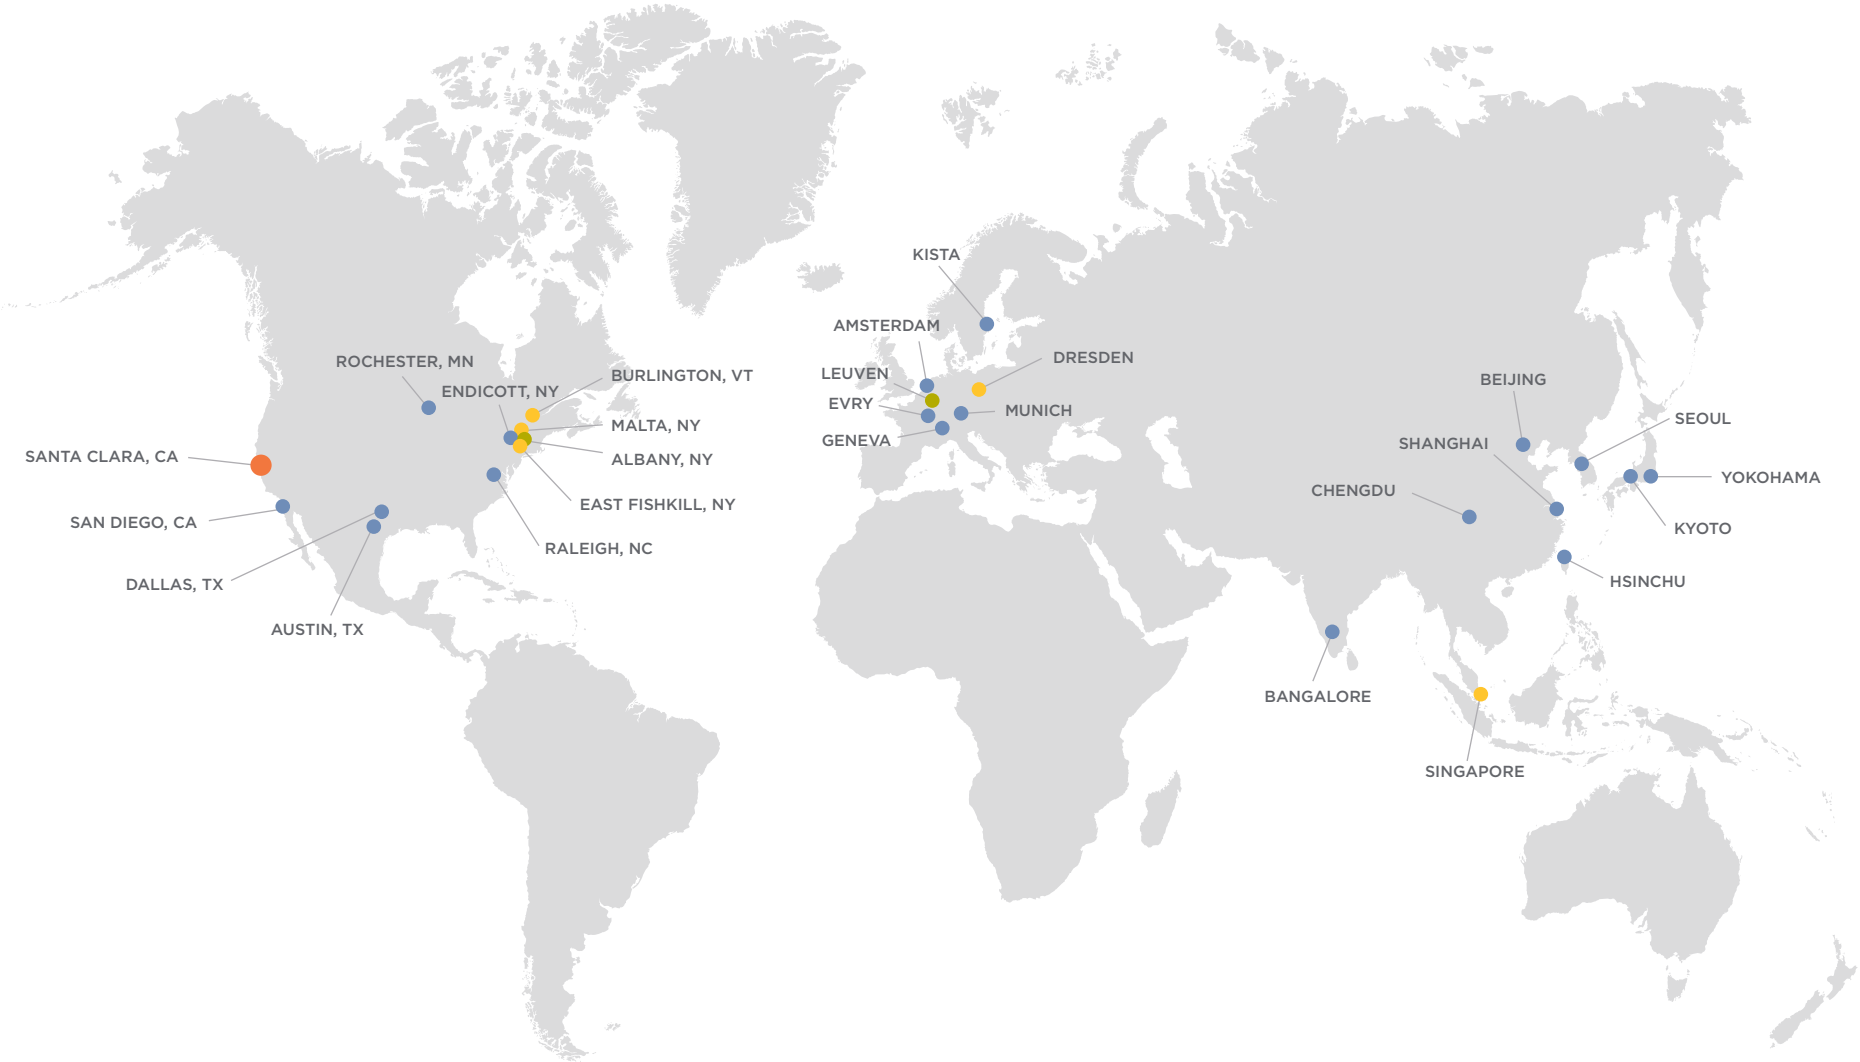 KISTA
AMSTERDAM
DRESDEN
ROCHESTER, MN
BURLINGTON, VT
LEUVEN
BEIJING
ENDICOTT, NY
EVRY
MUNICH
SEOUL
MALTA, NY
GENEVA
SHANGHAI
SANTA CLARA, CA
ALBANY, NY
YOKOHAMA
CHENGDU
EAST FISHKILL, NY
SAN DIEGO, CA
KYOTO
RALEIGH, NC
DALLAS, TX
HSINCHU
AUSTIN, TX
BANGALORE
SINGAPORE